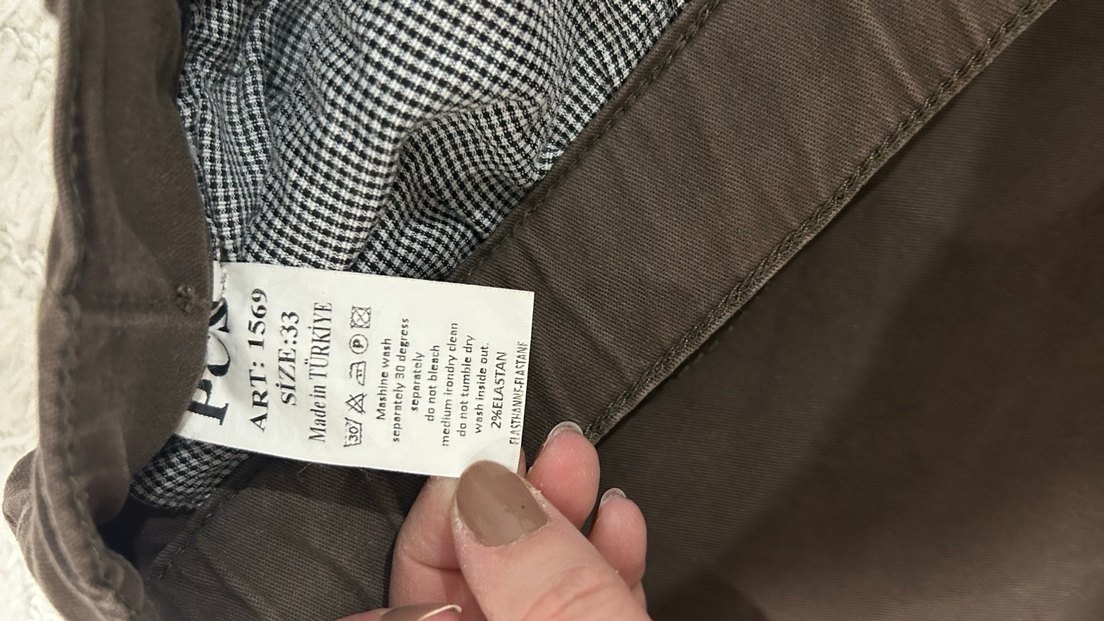 ART: 1569
SİZE:33
Made in TÜRKİYE
30 P
Mashine wash
separately 30 degress
separately
do not bleach
medium irondry clean
do not tumble dry
wash inside out.
2%ELASTAN